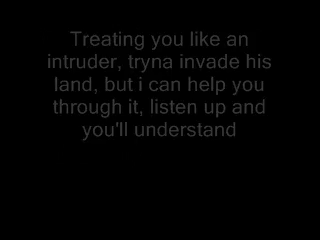 Treating you like an
intruder, tryna invade his
land, but i can help you
through it, listen up and
you'll understand